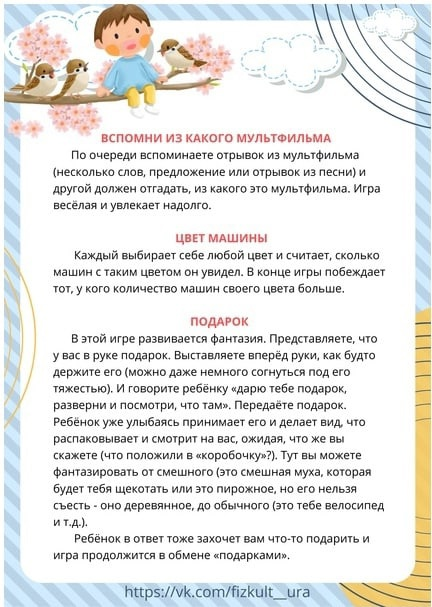 ВСПОМНИ ИЗ КАКОГО МУЛЬТФИЛЬМА
По очереди вспоминаете отрывок из мультфильма
(несколько слов, предложение или отрывок из песни) и
другой должен отгадать, из какого это мультфильма. Игра
весёлая и увлекает надолго.
ЦВЕТ МАШИНЫ
Каждый выбирает себе любой цвет и считает, сколько
машин с таким цветом он увидел. В конце игры побеждает
тот, у кого количество машин своего цвета больше.
ПОДАРОК
В этой игре развивается фантазия. Представляете, что
у вас в руке подарок. Выставляете вперёд руки, как будто
держите его (можно даже немного согнуться под его
тяжестью). И говорите ребёнку «дарю тебе подарок,
разверни и посмотри, что там». Передаёте подарок.
Ребёнок уже улыбаясь принимает его и делает вид, что
распаковывает и смотрит на вас, ожидая, что же вы
скажете (что положили в «коробочку»?). Тут вы можете
фантазировать от смешного (это смешная муха, которая
будет тебя щекотать или это пирожное, но его нельзя
съесть - оно деревянное, до обычного (это тебе велосипед
и т.д.).
Ребёнок в ответ тоже захочет вам что-то подарить и
игра продолжится в обмене «подарками».
https://vk.com/fizkult__ura